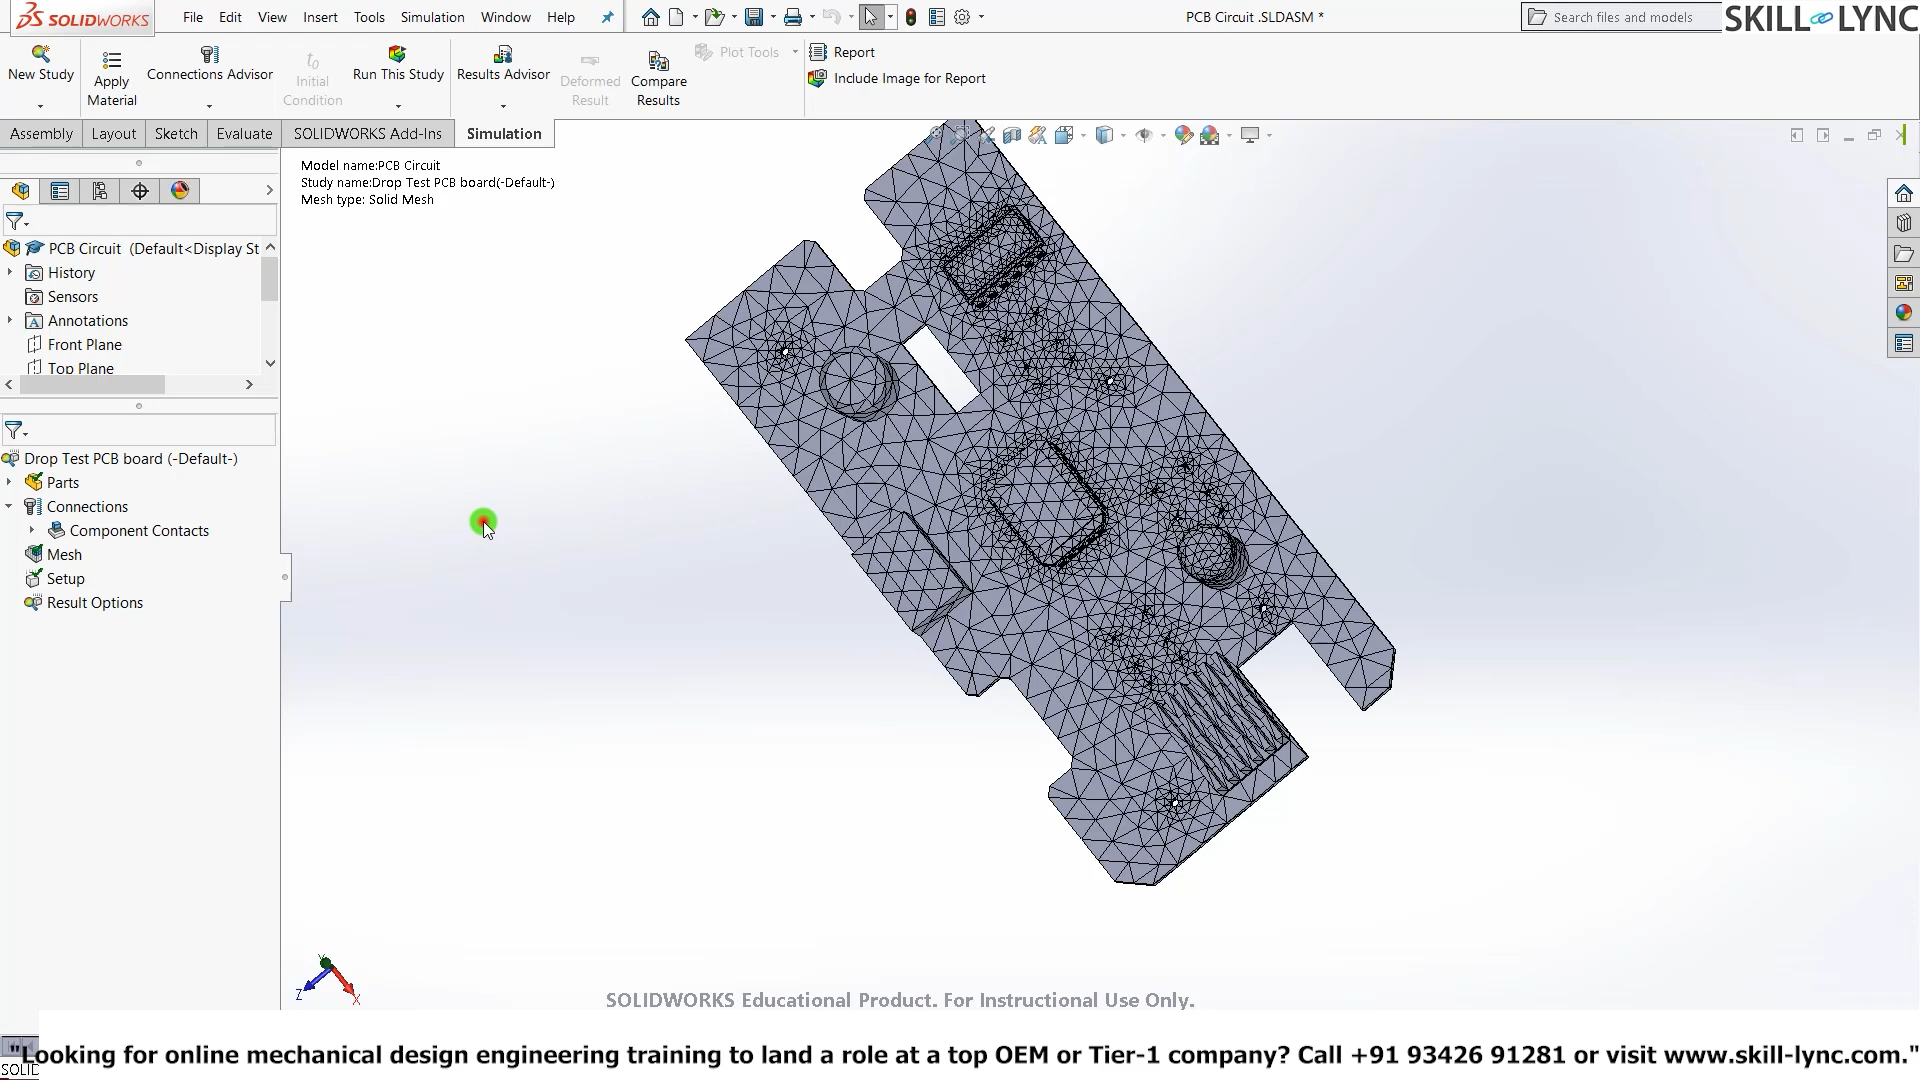 SOLIDWORKS
File Edit View Insert Tools Simulation Window Help
PCB Circuit .SLDASM *
Search files and models
SKILL LYNC
New Study
Apply Material
Connections Advisor
t0 Initial Condition
Run This Study
Results Advisor
Deformed Result
Compare Results
Plot Tools
Report
Include Image for Report
Assembly Layout Sketch Evaluate SOLIDWORKS Add-Ins Simulation
Model name:PCB Circuit
Study name:Drop Test PCB board(-Default-)
Mesh type: Solid Mesh
PCB Circuit (Default<Display St
History
Sensors
A Annotations
Front Plane
Top Plane
Drop Test PCB board (-Default-)
Parts
Connections
Component Contacts
Mesh
Setup
Result Options
Y
Z
X
SOLIDWORKS Educational Product. For Instructional Use Only.
"Looking for online mechanical design engineering training to land a role at a top OEM or Tier-1 company? Call +91 93426 91281 or visit www.skill-lync.com."
SOLID